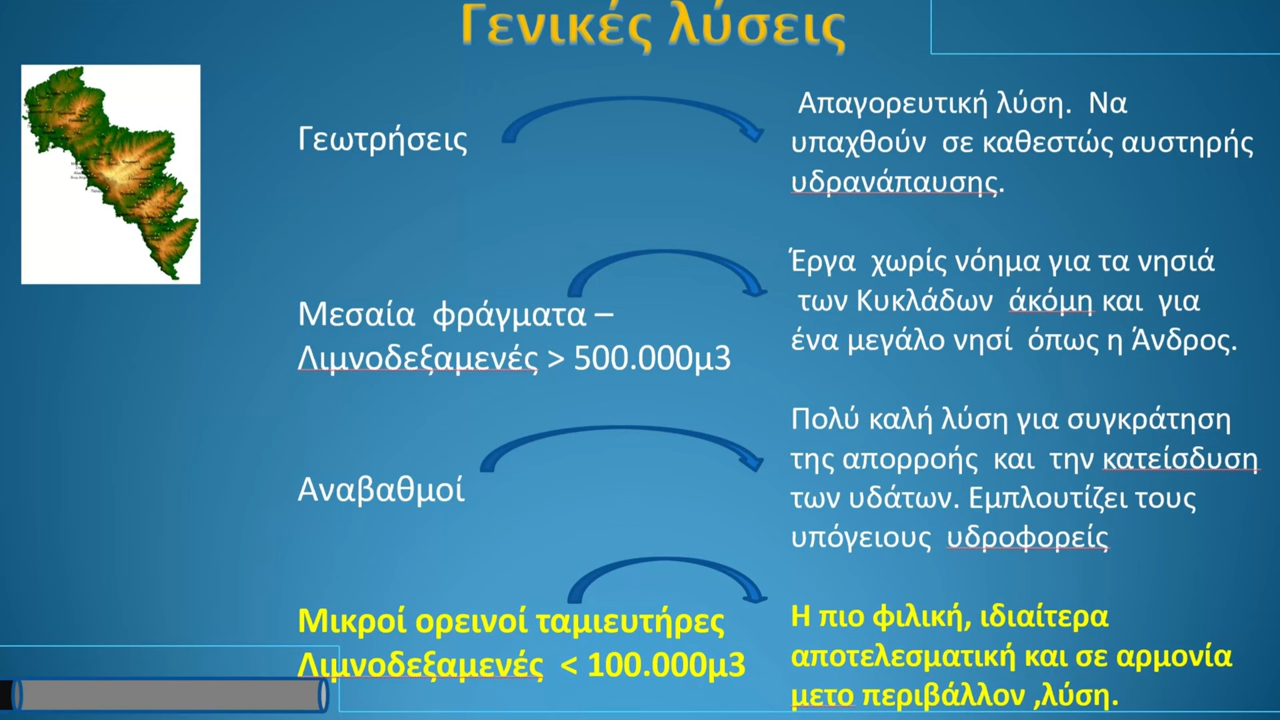 Γενικές λύσεις
Γεωτρήσεις
Απαγορευτική λύση. Να
υπαχθούν σε καθεστώς αυστηρής
υδρανάπαυσης.
Μεσαία φράγματα –
Λιμνοδεξαμενές > 500.000μ3
Έργα χωρίς νόημα για τα νησιά
των Κυκλάδων άκόμη και για
ένα μεγάλο νησί όπως η Άνδρος.
Αναβαθμοί
Πολύ καλή λύση για συγκράτηση
της απορροής και την κατείσδυση
των υδάτων. Εμπλουτίζει τους
υπόγειους υδροφορείς
Μικροί ορεινοί ταμιευτήρες
Λιμνοδεξαμενές < 100.000μ3
Η πιο φιλική, ιδιαίτερα
αποτελεσματική και σε αρμονία
μετο περιβάλλον ,λύση.